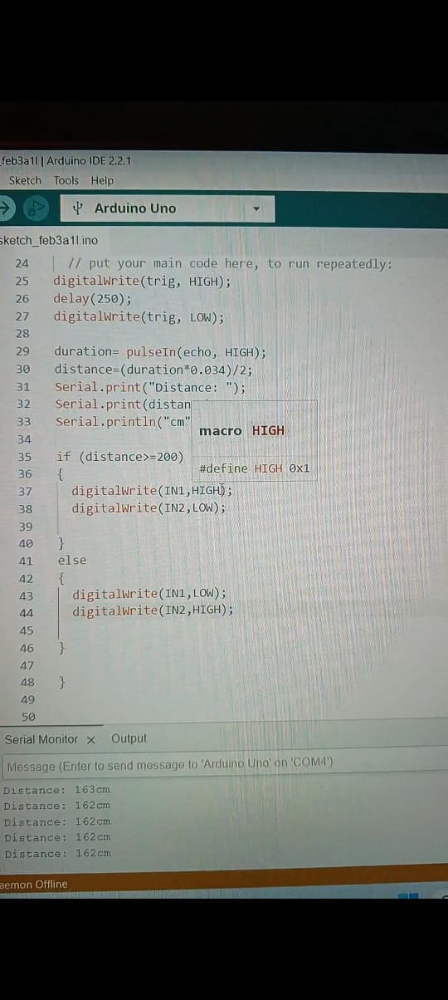 _feb3a1l | Arduino IDE 2.2.1
Sketch Tools Help
Arduino Uno
sketch_feb3a1l.ino
24 // put your main code here, to run repeatedly:
25 digitalWrite(trig, HIGH);
26 delay(250);
27 digitalWrite(trig, LOW);
28
29 duration= pulseIn(echo, HIGH);
30 distance=(duration*0.034)/2;
31 Serial.print("Distance: ");
32 Serial.print(distan
33 Serial.println("cm"
macro HIGH
#define HIGH 0x1
34
35 if (distance>=200)
36 {
37 digitalWrite(IN1,HIGH);
38 digitalWrite(IN2,LOW);
39
40 }
41 else
42 {
43 digitalWrite(IN1,LOW);
44 digitalWrite(IN2,HIGH);
45
46 }
47
48 }
49
50
Serial Monitor x Output
Message (Enter to send message to 'Arduino Uno' on 'COM4')
Distance: 163cm
Distance: 162cm
Distance: 162cm
Distance: 162cm
Distance: 162cm
aemon Offline